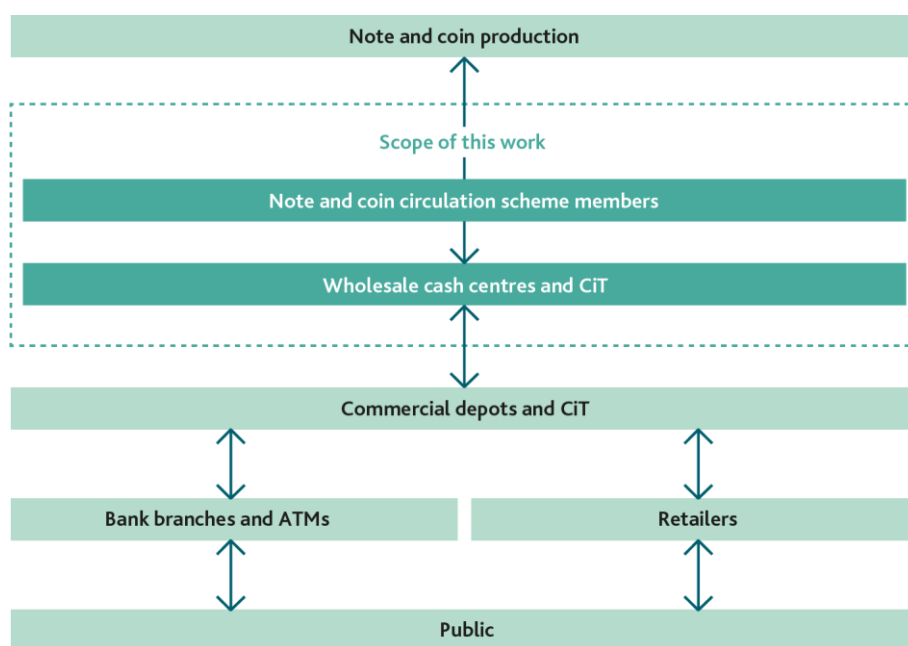 Note and coin production
Scope of this work
Note and coin circulation scheme members
Wholesale cash centres and CiT
Commercial depots and CiT
Bank branches and ATMs
Retailers
Public